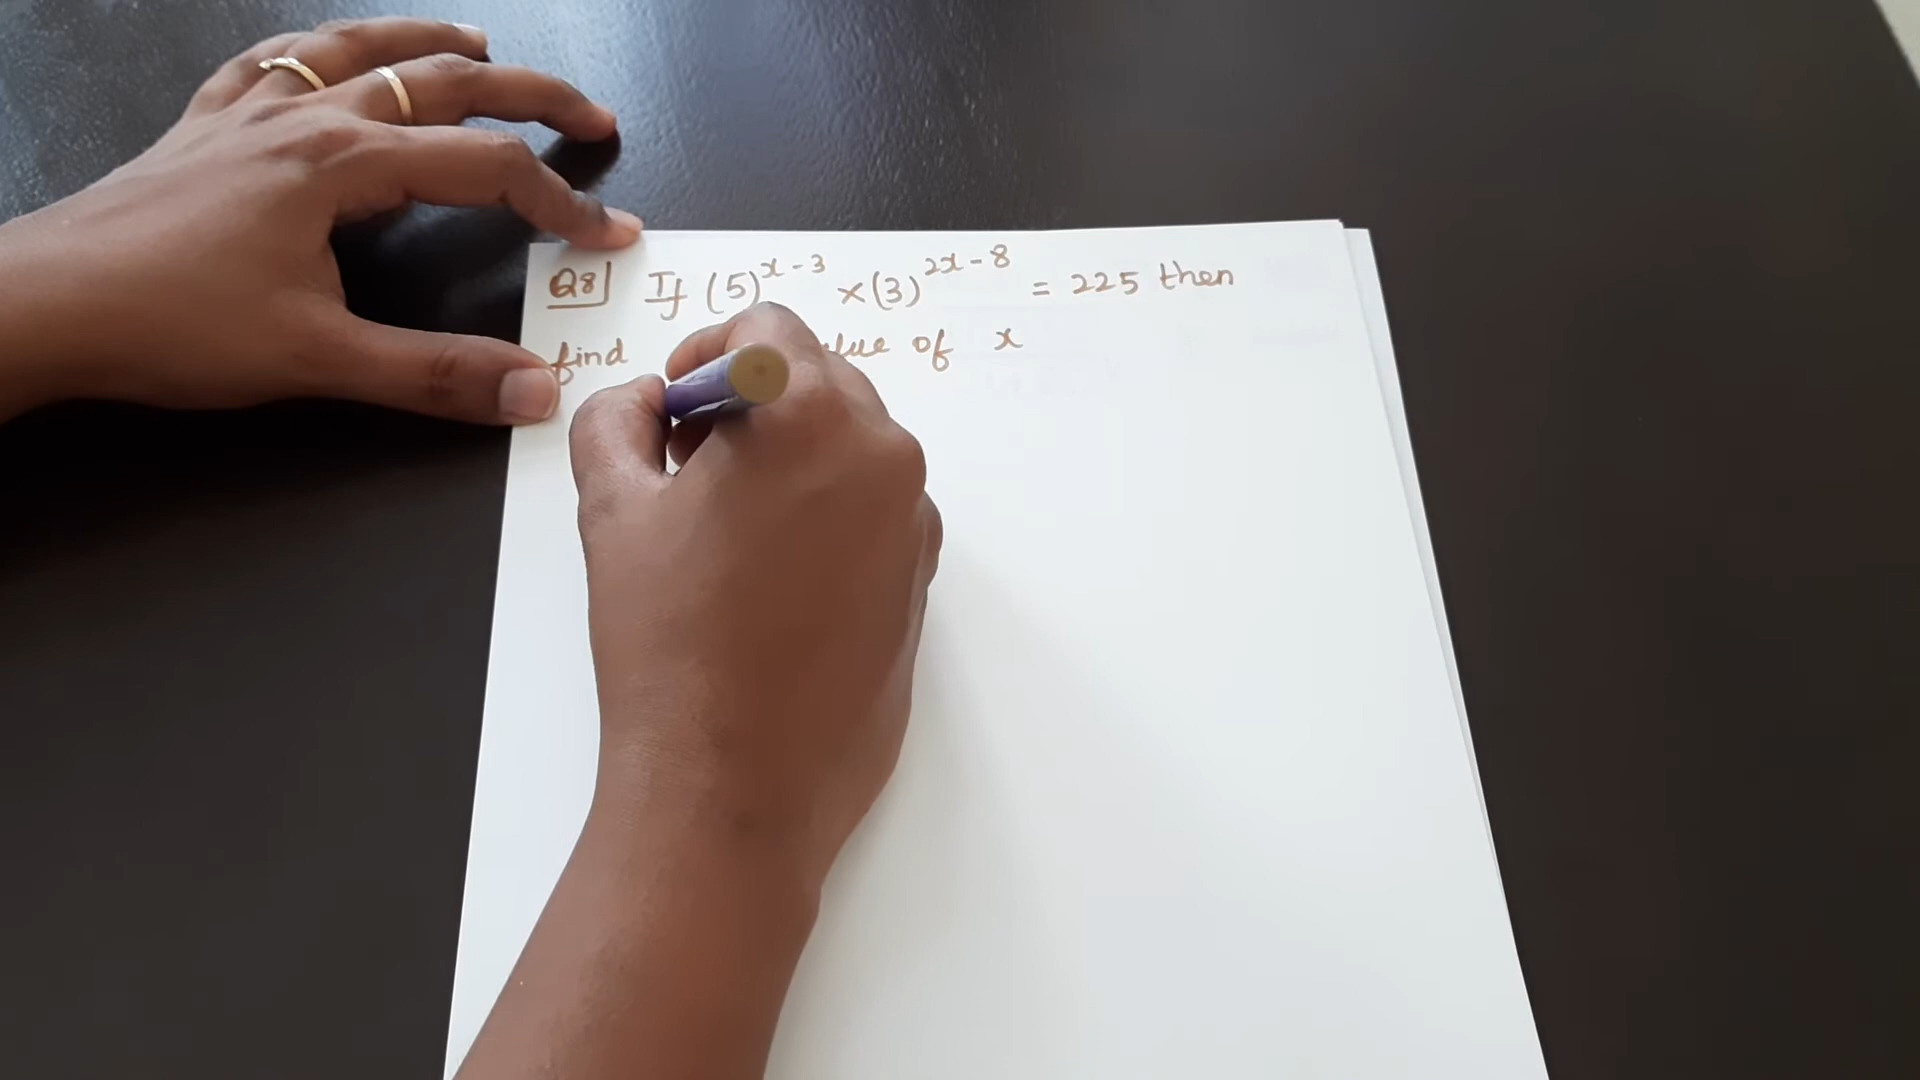 Q8 If (5)^{x-3} × (3)^{2x-8} = 225 then
find of x